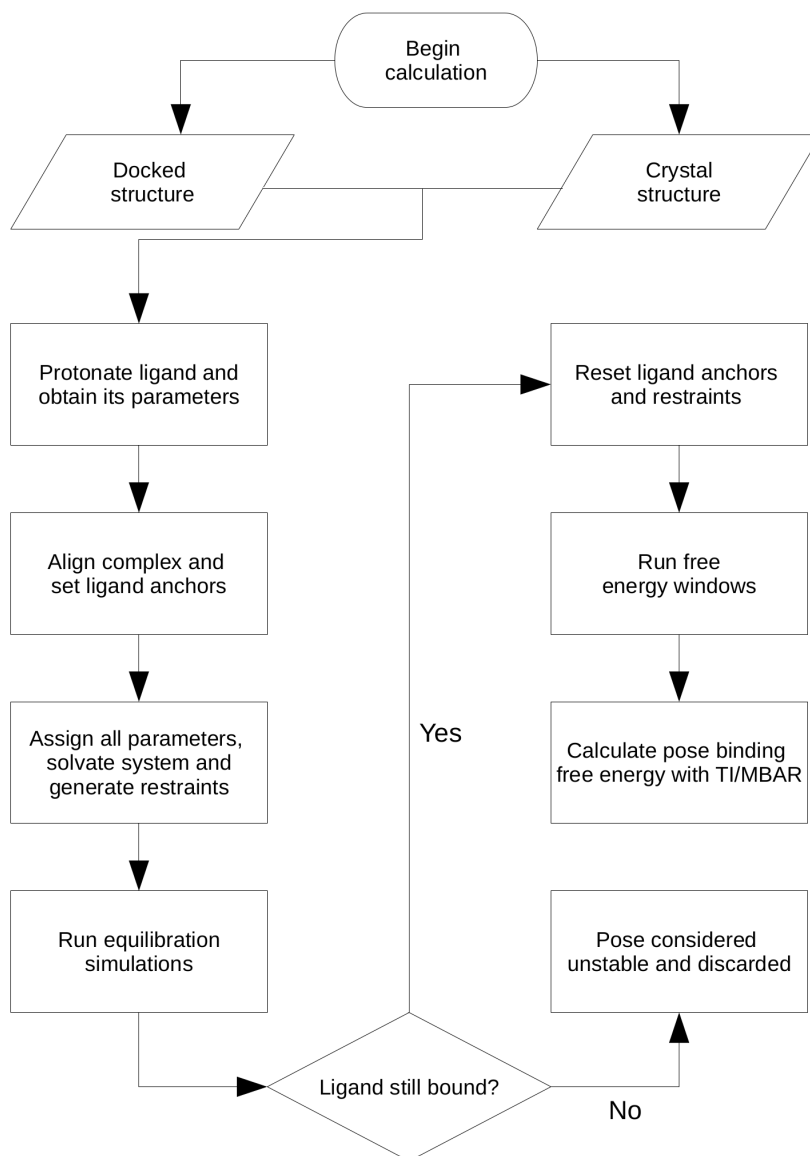 Begin
calculation
Docked
structure
Crystal
structure
Protonate ligand and
obtain its parameters
Align complex and
set ligand anchors
Assign all parameters,
solvate system and
generate restraints
Run equilibration
simulations
Ligand still bound?
Yes
No
Reset ligand anchors
and restraints
Run free
energy windows
Calculate pose binding
free energy with TI/MBAR
Pose considered
unstable and discarded